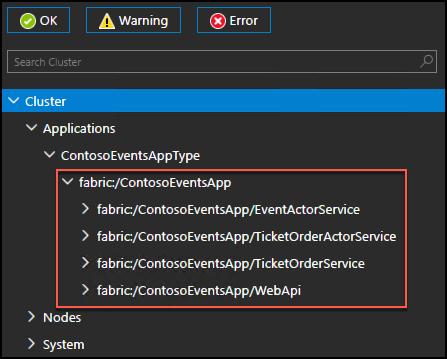 OK Warning Error
Search Cluster
Cluster
Applications
ContosoEventsAppType
fabric:/ContosoEventsApp
fabric:/ContosoEventsApp/EventActorService
fabric:/ContosoEventsApp/TicketOrderActorService
fabric:/ContosoEventsApp/TicketOrderService
fabric:/ContosoEventsApp/WebApi
Nodes
System